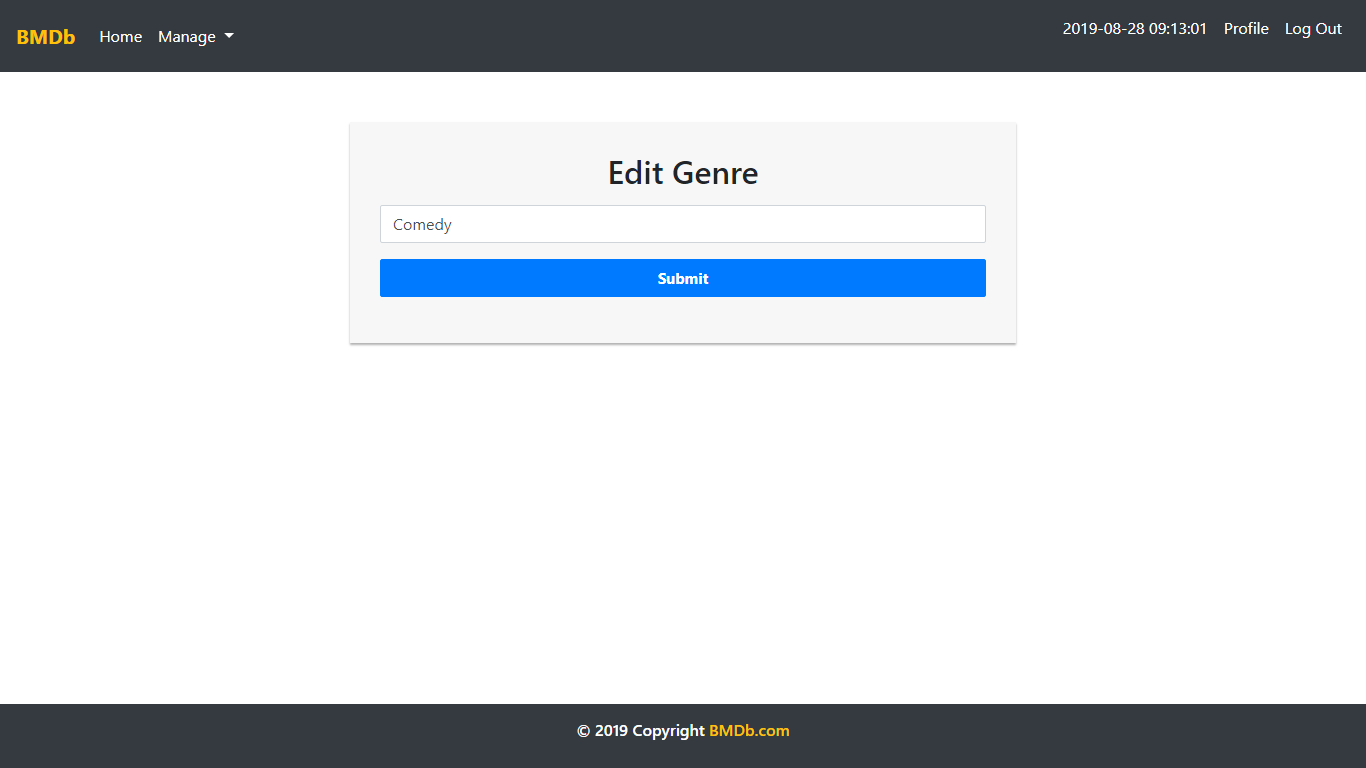 BMDb Home Manage 2019-08-28 09:13:01 Profile Log Out
Edit Genre
Comedy
Submit
© 2019 Copyright BMDb.com